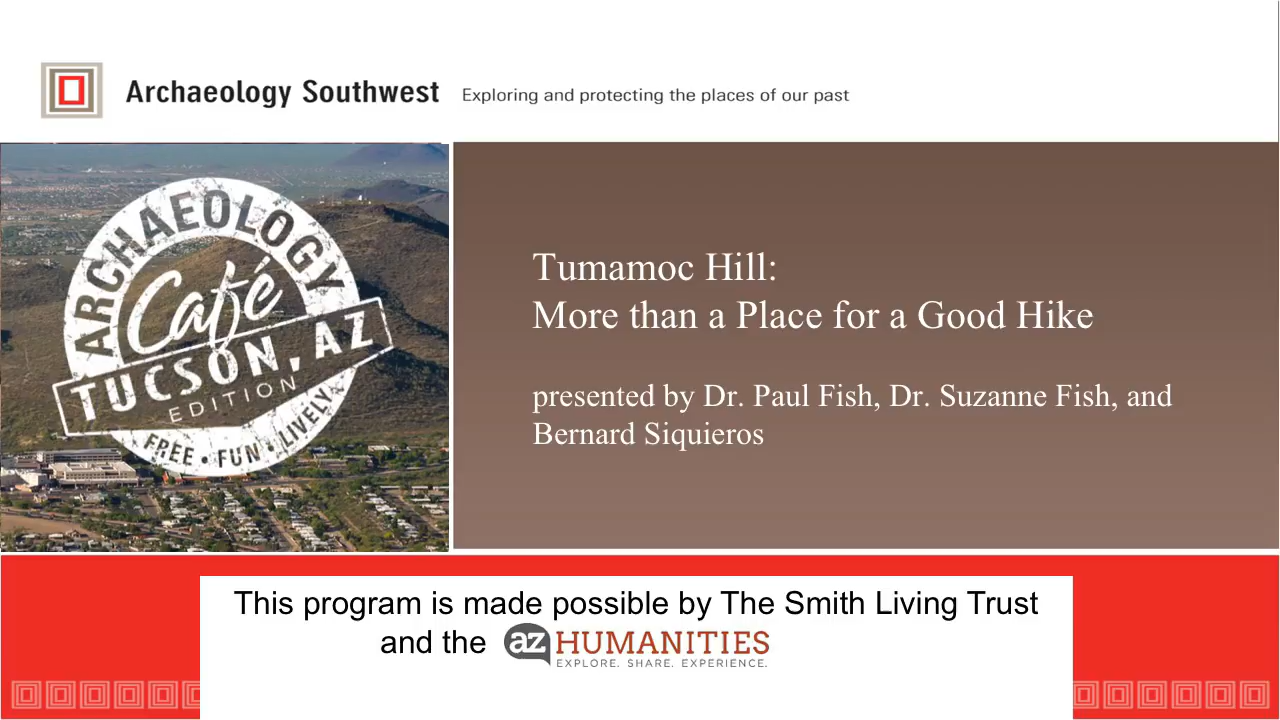 Archaeology Southwest Exploring and protecting the places of our past
ARCHAEOLOGY
Café
TUCSON, AZ
EDITION
FREE • FUN • LIVELY
Tumamoc Hill:
More than a Place for a Good Hike
presented by Dr. Paul Fish, Dr. Suzanne Fish, and
Bernard Siquieros
This program is made possible by The Smith Living Trust
and the az HUMANITIES
EXPLORE. SHARE. EXPERIENCE.